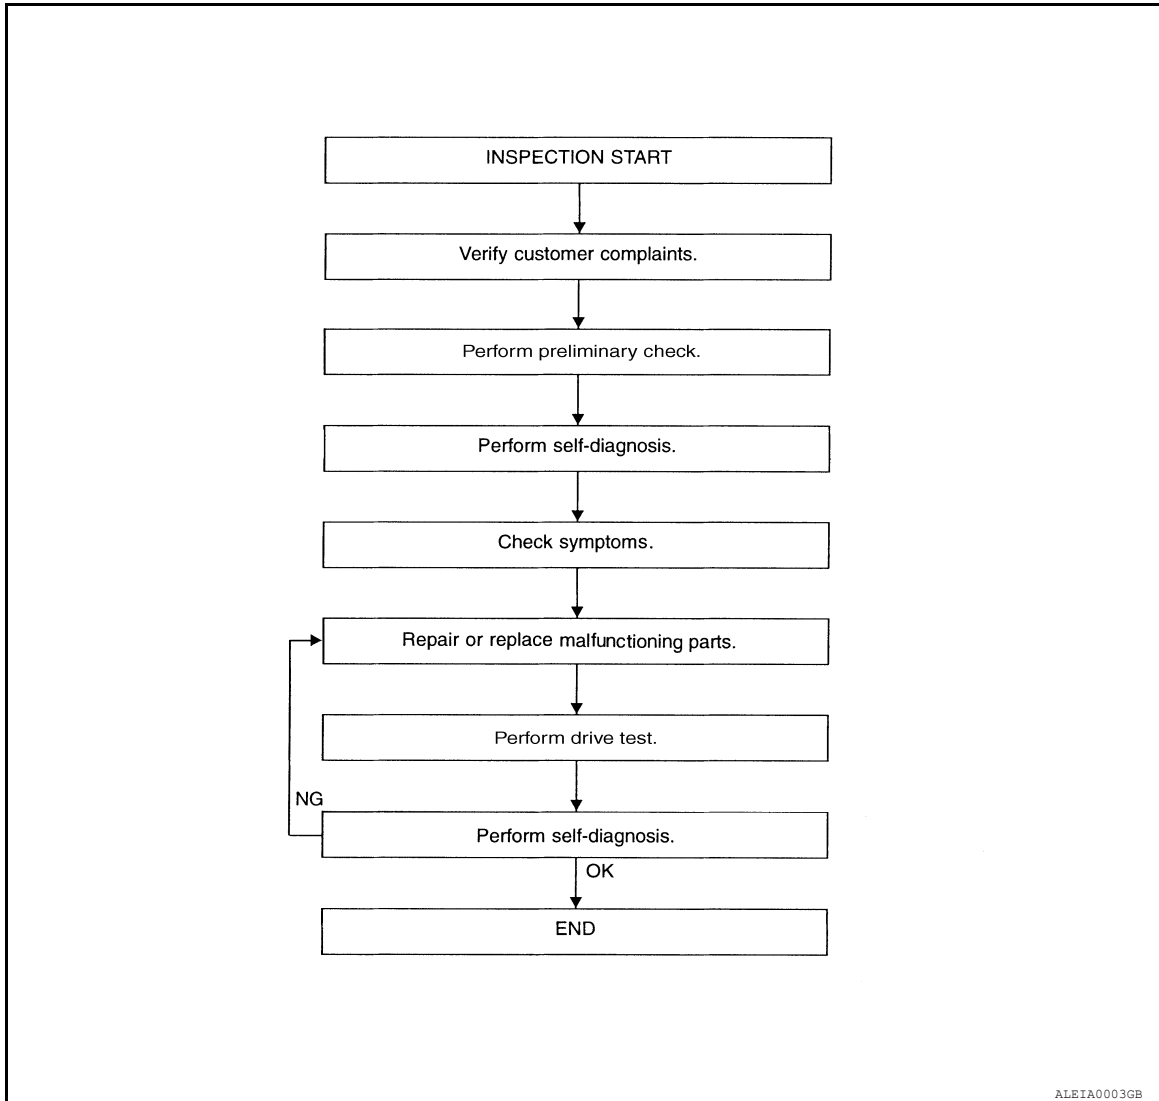 INSPECTION START
Verify customer complaints.
Perform preliminary check.
Perform self-diagnosis.
Check symptoms.
Repair or replace malfunctioning parts.
Perform drive test.
NG
Perform self-diagnosis.
OK
END
ALEIA0003GB